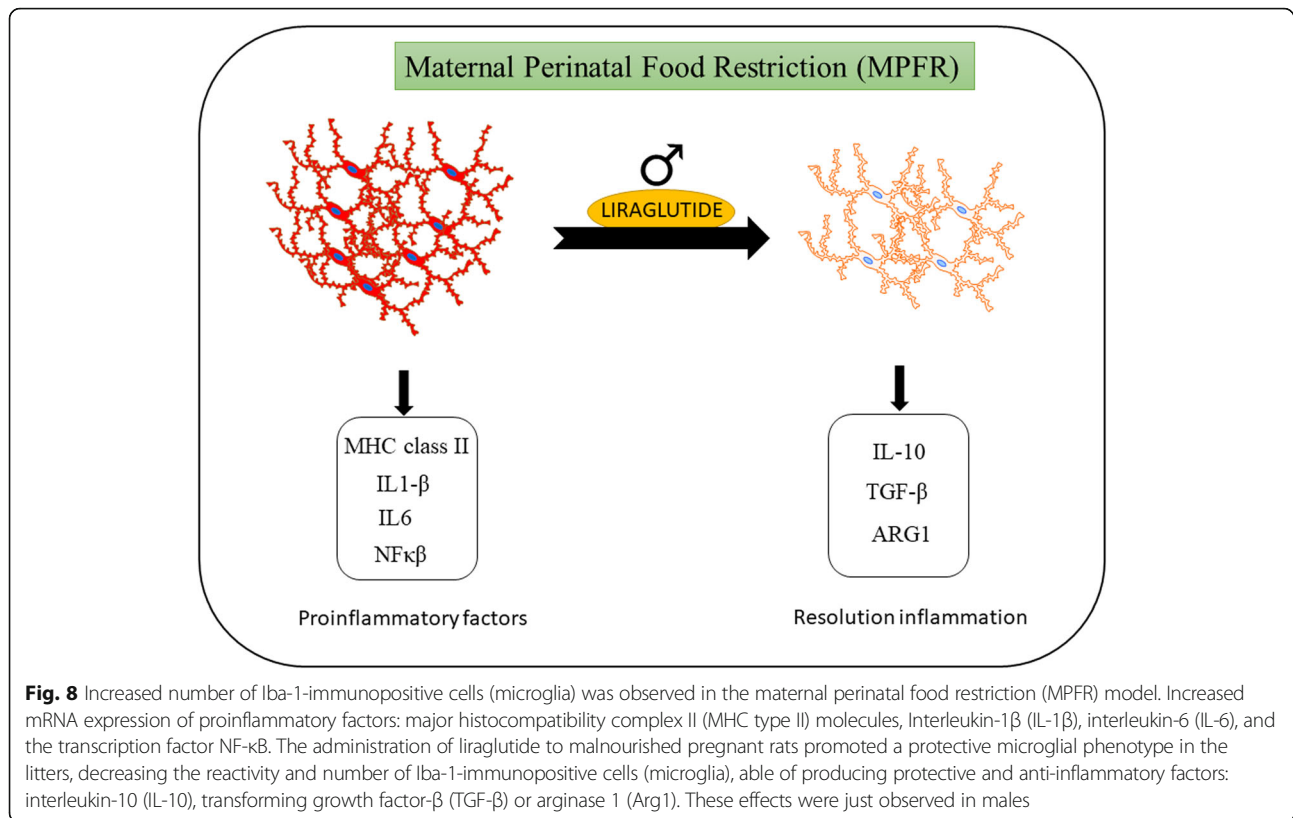 Maternal Perinatal Food Restriction (MPFR)
♂
LIRAGLUTIDE
MHC class II
IL1-β
IL6
NFκβ
Proinflammatory factors
IL-10
TGF-β
ARG1
Resolution inflammation
Fig. 8 Increased number of Iba-1-immunopositive cells (microglia) was observed in the maternal perinatal food restriction (MPFR) model. Increased
mRNA expression of proinflammatory factors: major histocompatibility complex II (MHC type II) molecules, Interleukin-1β (IL-1β), interleukin-6 (IL-6), and
the transcription factor NF-κB. The administration of liraglutide to malnourished pregnant rats promoted a protective microglial phenotype in the
litters, decreasing the reactivity and number of Iba-1-immunopositive cells (microglia), able of producing protective and anti-inflammatory factors:
interleukin-10 (IL-10), transforming growth factor-β (TGF-β) or arginase 1 (Arg1). These effects were just observed in males